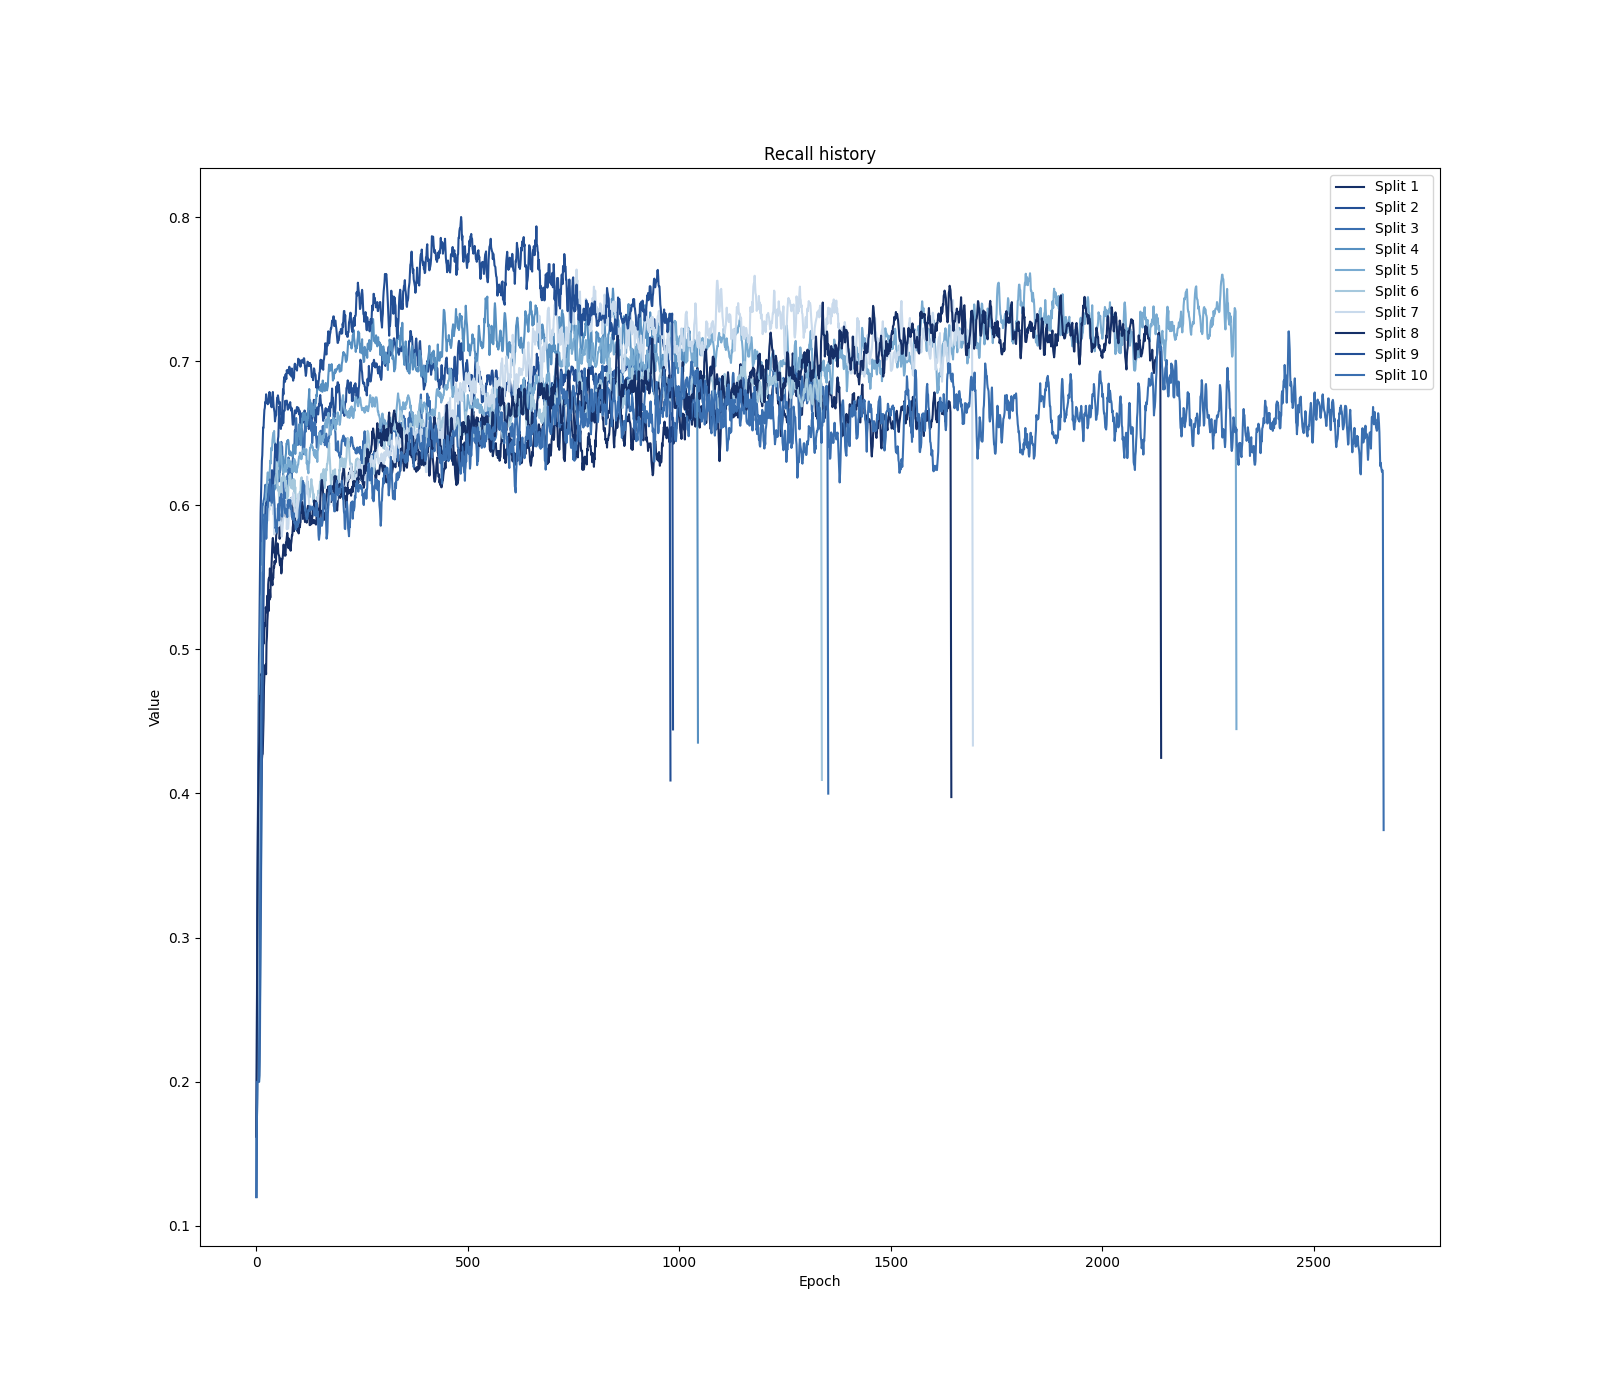 Recall history
Split 1
Split 2
Split 3
Split 4
Split 5
Split 6
Split 7
Split 8
Split 9
Split 10
0.8
0.7
0.6
0.5
0.4
0.3
0.2
0.1
Value
0
500
1000
1500
2000
2500
Epoch